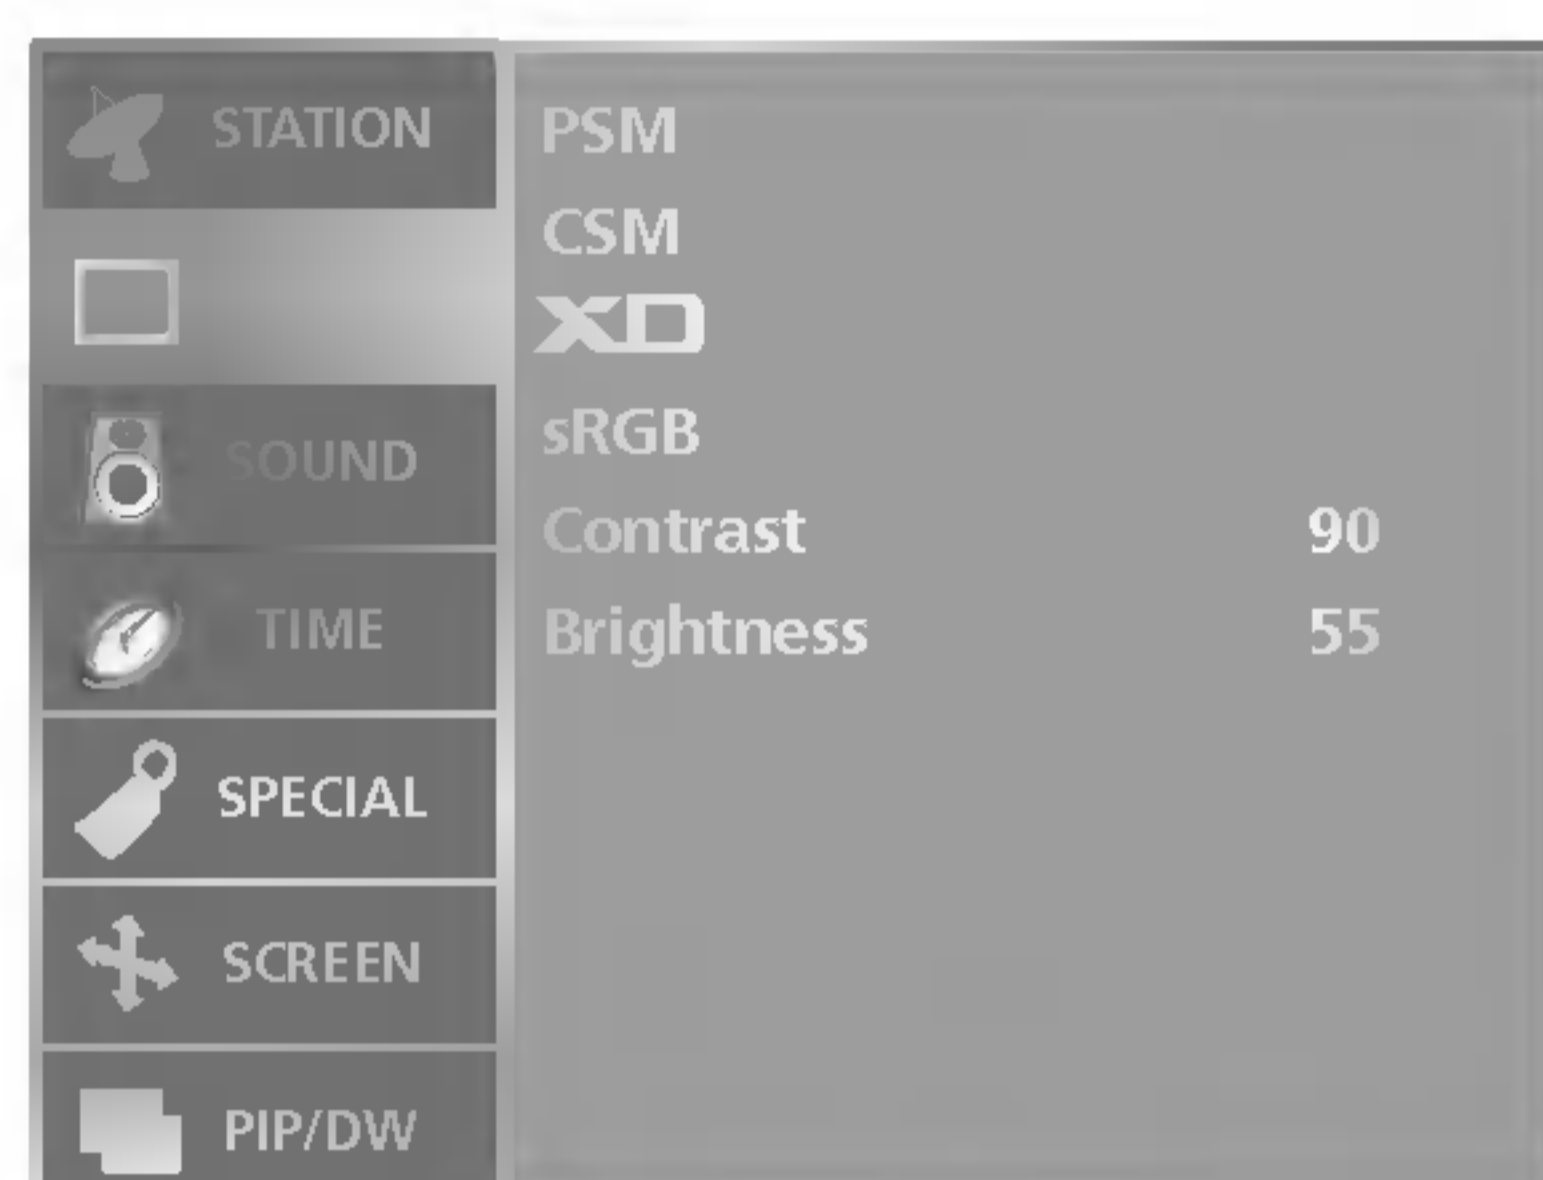 STATION
SOUND
TIME
SPECIAL
SCREEN
PIP/DW
PSM
CSM
XD
sRGB
Contrast 90
Brightness 55